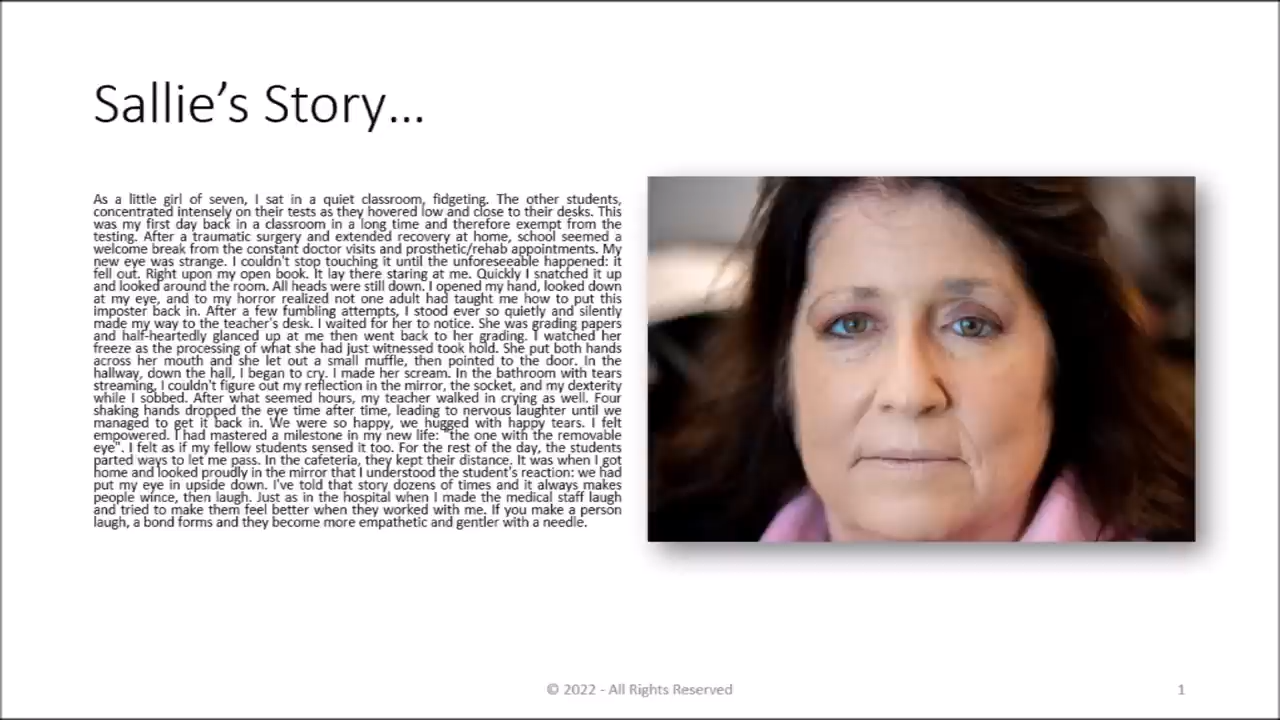 Sallie’s Story…
As a little girl of seven, I sat in a quiet classroom, fidgeting. The other students,
concentrated intensely on their tests as they hovered low and close to their desks. This
was my first day back in a classroom in a long time and therefore exempt from the
testing. After a traumatic surgery and extended recovery at home, school seemed a
welcome break from the constant doctor visits and prosthetic/rehab appointments. My
new eye was strange. I couldn't stop touching it until the unforeseeable happened: it
fell out. Right upon my open book. It lay there staring at me. Quickly I snatched it up
and looked around the room. All heads were still down. I opened my hand, looked down
at my eye, and to my horror realized not one adult had taught me how to put this
imposter back in. After a few fumbling attempts, I stood ever so quietly and silently
made my way to the teacher's desk. I waited for her to notice. She was grading papers
and half-heartedly glanced up at me then went back to her grading. I watched her
freeze as the processing of what she had just witnessed took hold. She put both hands
across her mouth and she let out a small muffle, then pointed to the door. In the
hallway, down the hall, I began to cry. I made her scream. In the bathroom with tears
streaming, I couldn't figure out my reflection in the mirror, the socket, and my dexterity
while I sobbed. After what seemed hours, my teacher walked in crying as well. Four
shaking hands dropped the eye time after time, leading to nervous laughter until we
managed to get it back in. We were so happy, we hugged with happy tears. I felt
empowered. I had mastered a milestone in my new life: "the one with the removable
eye". I felt as if my fellow students sensed it too. For the rest of the day, the students
parted ways to let me pass. In the cafeteria, they kept their distance. It was when I got
home and looked proudly in the mirror that I understood the student's reaction: we had
put my eye in upside down. I've told that story dozens of times and it always makes
people wince, then laugh. Just as in the hospital when I made the medical staff laugh
and tried to make them feel better when they worked with me. If you make a person
laugh, a bond forms and they become more empathetic and gentler with a needle.
© 2022 - All Rights Reserved
1